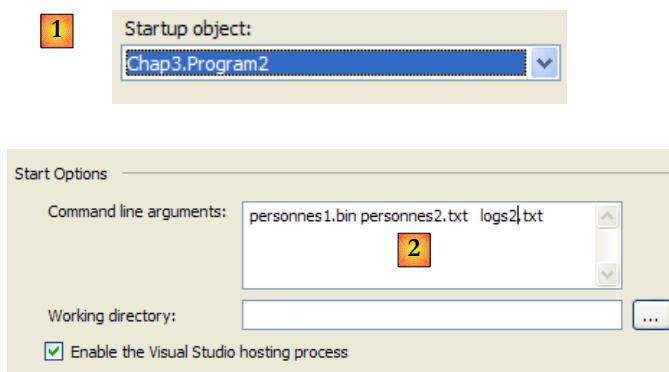 1
Startup object:
Chap3.Program2
Start Options
Command line arguments:
personnes1.bin personnes2.txt logs2.txt
2
Working directory:
...
Enable the Visual Studio hosting process